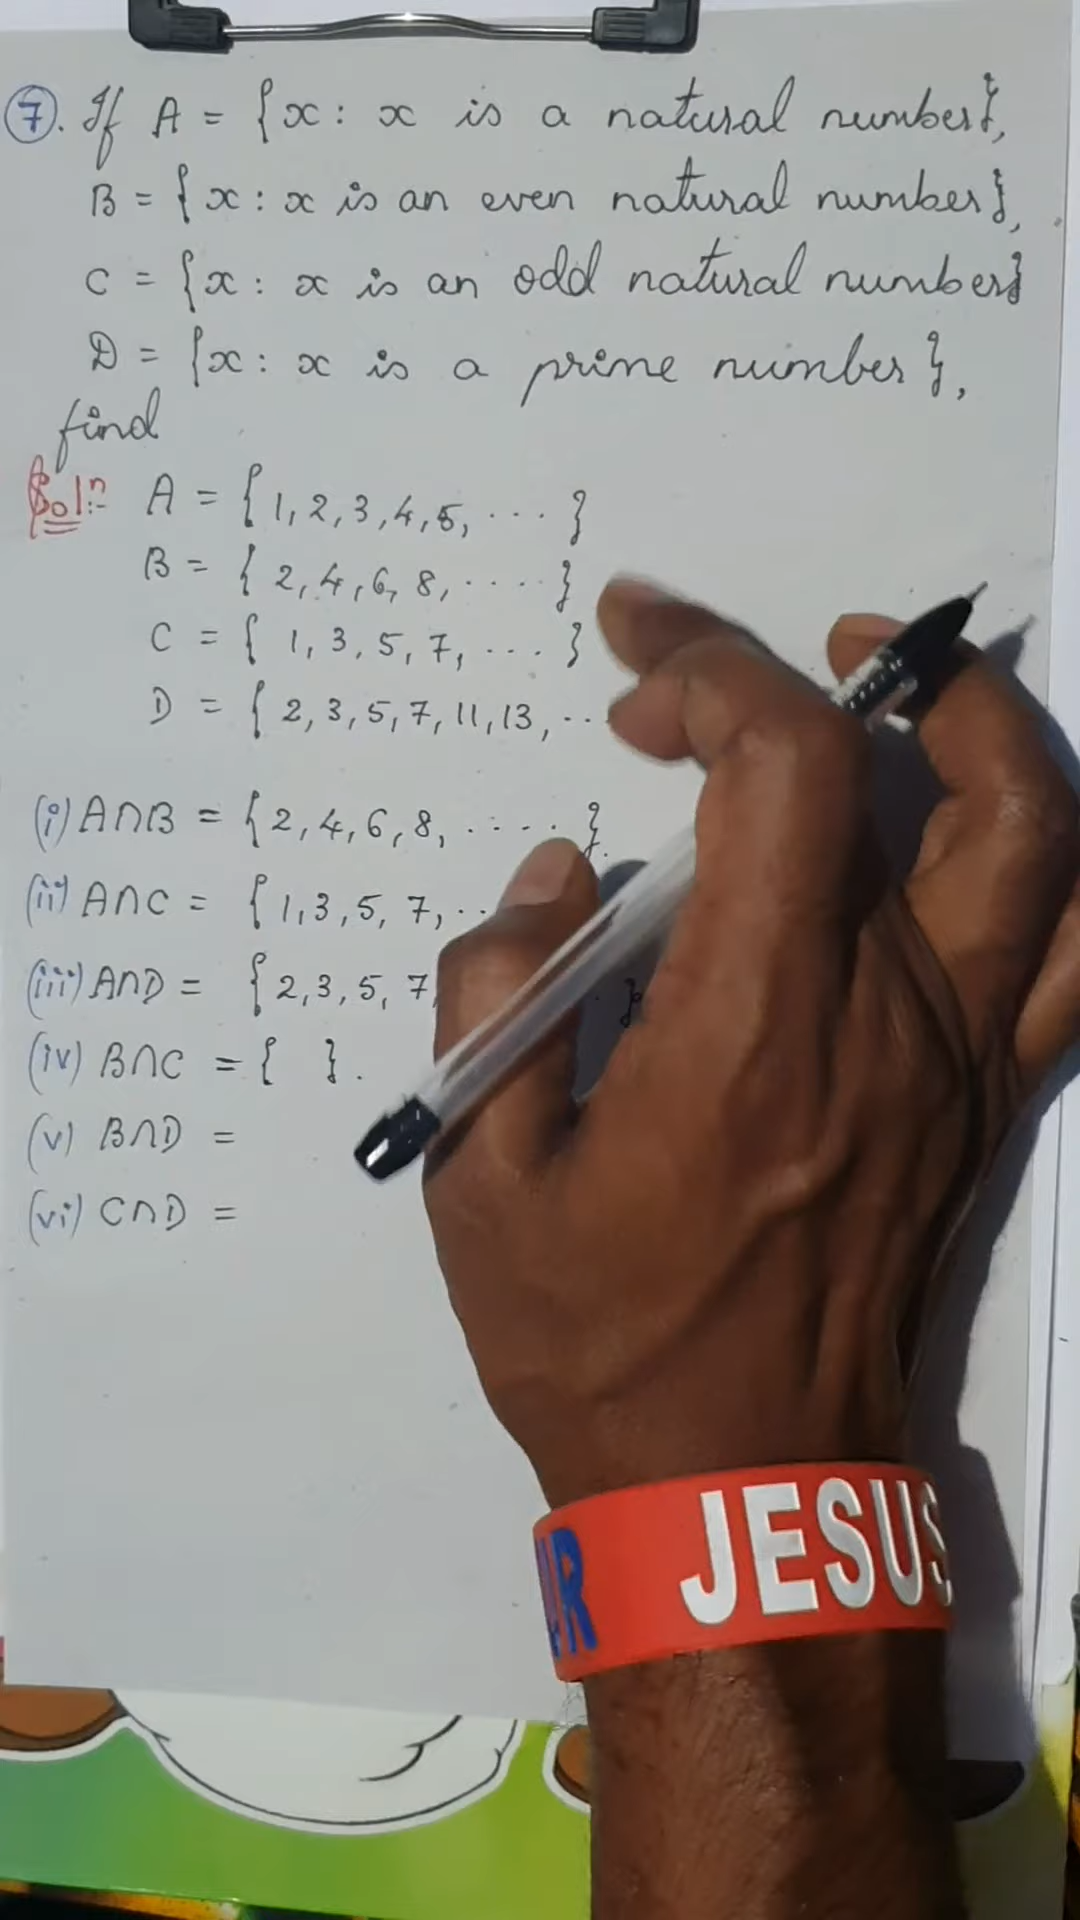 7. If A = {x : x is a natural number},
B = {x : x is an even natural number},
C = {x : x is an odd natural number}
D = {x : x is a prime number},
find
Soln:- A = {1, 2, 3, 4, 5, ... }
B = { 2, 4, 6, 8, .... }
C = { 1, 3, 5, 7, ... }
D = { 2, 3, 5, 7, 11, 13, ..
(i) A∩B = {2, 4, 6, 8, ..... }.
(ii) A∩C = {1, 3, 5, 7, ..
(iii) A∩D = {2, 3, 5, 7, . }
(iv) B∩C = { }.
(v) B∩D =
(vi) C∩D =
JESUS